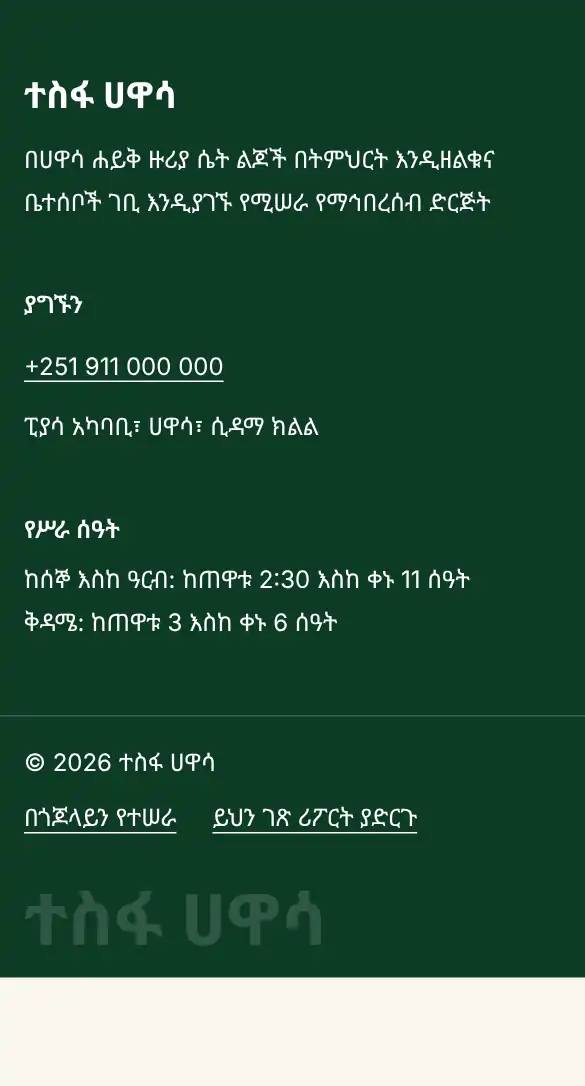 ተስፋ ሀዋሳ
በሀዋሳ ሐይቅ ዙሪያ ሴት ልጆች በትምህርት እንዲዘልቁና
ቤተሰቦች ገቢ እንዲያገኙ የሚሠራ የማኅበረሰብ ድርጅት
ያግኙን
+251 911 000 000
ፒያሳ አካባቢ፣ ሀዋሳ፣ ሲዳማ ክልል
የሥራ ሰዓት
ከሰኞ እስከ ዓርብ: ከጠዋቱ 2:30 እስከ ቀኑ 11 ሰዓት
ቅዳሜ: ከጠዋቱ 3 እስከ ቀኑ 6 ሰዓት
© 2026 ተስፋ ሀዋሳ
በጎጆላይን የተሠራ ይህን ገጽ ሪፖርት ያድርጉ
ተስፋ ሀዋሳ